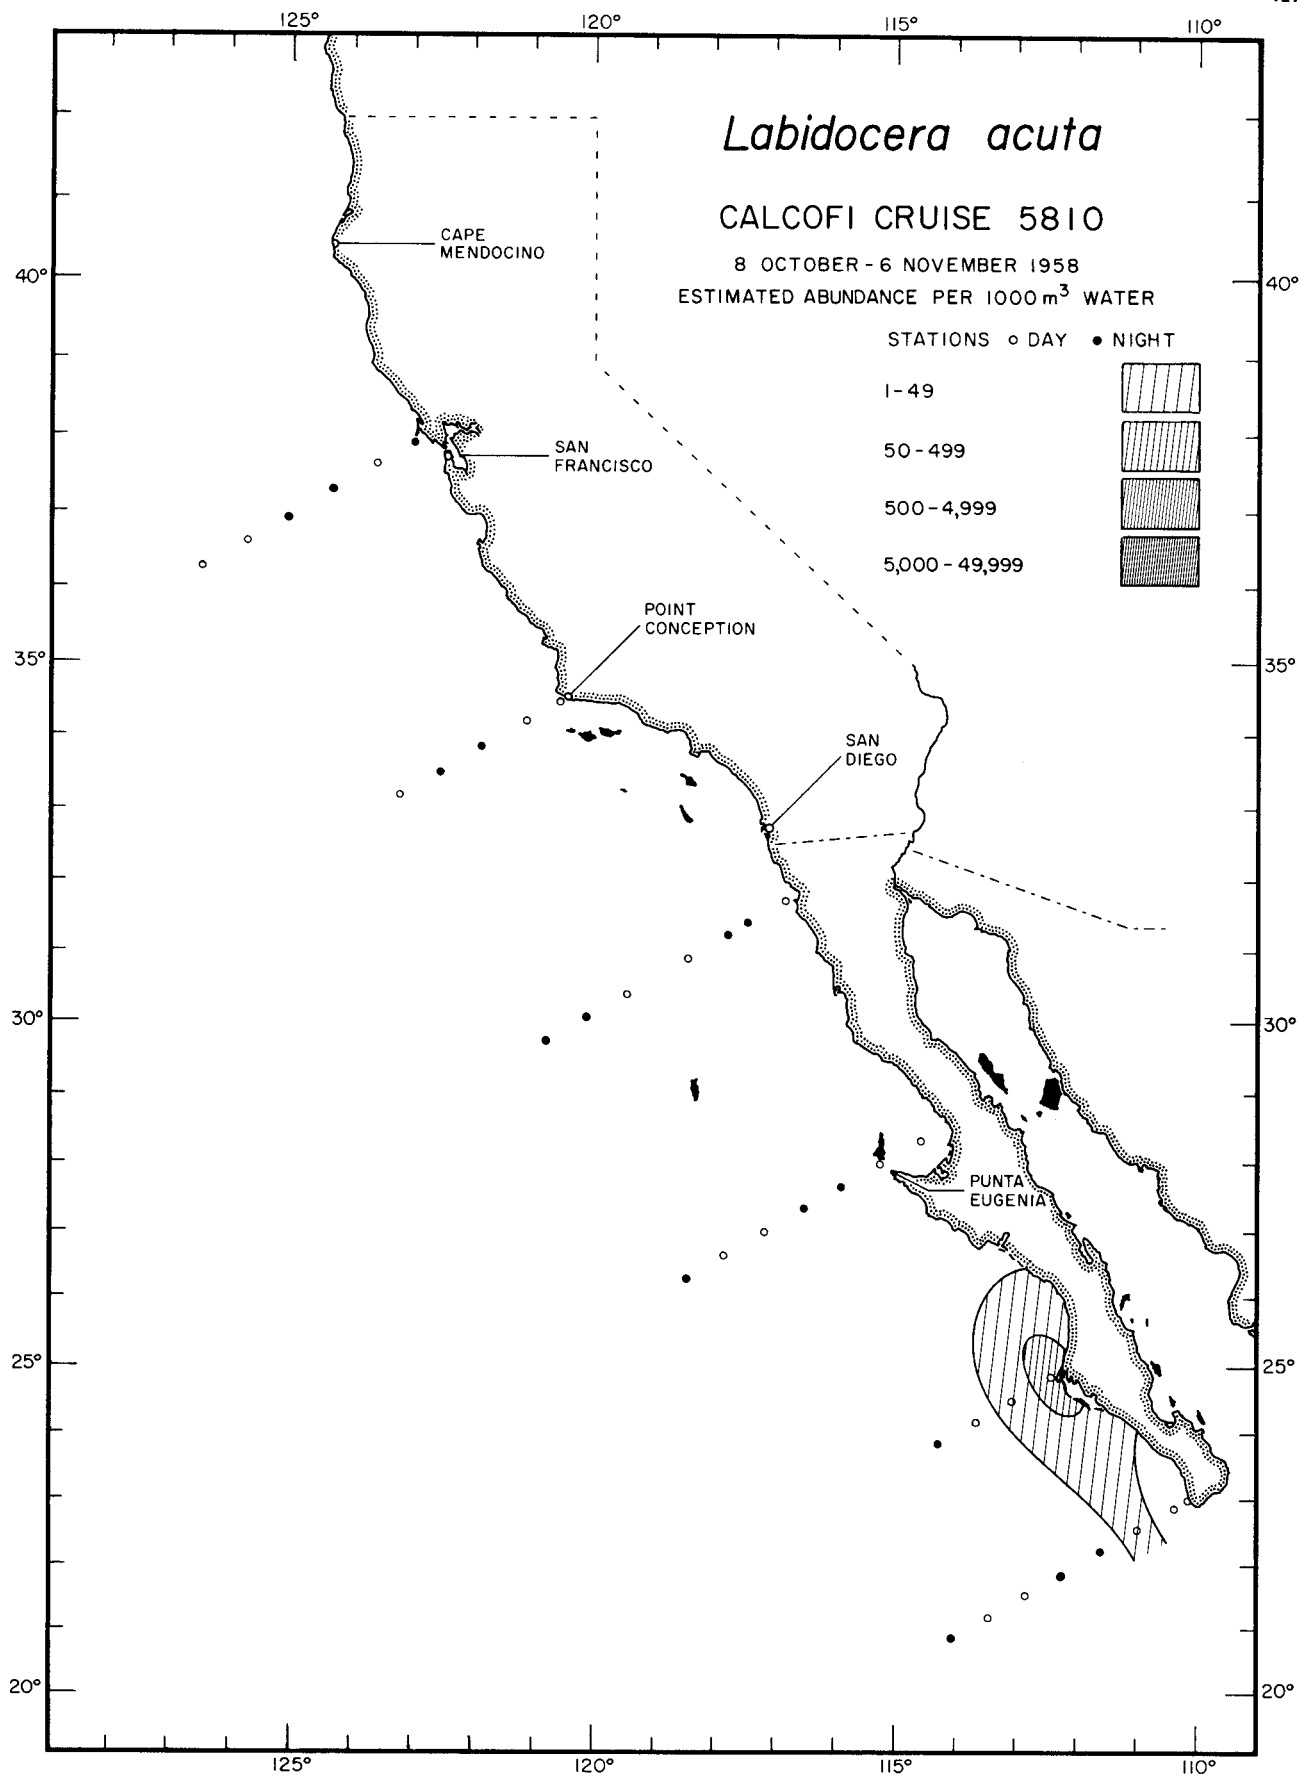 125°
120°
115°
110°
Labidocera acuta
CALCOFI CRUISE 5810
8 OCTOBER - 6 NOVEMBER 1958
ESTIMATED ABUNDANCE PER 1000 m³ WATER
STATIONS ○ DAY ● NIGHT
1-49
50-499
500-4,999
5,000-49,999
CAPE
MENDOCINO
40°
40°
SAN
FRANCISCO
POINT
CONCEPTION
35°
35°
SAN
DIEGO
30°
30°
PUNTA
EUGENIA
25°
25°
20°
20°
125°
120°
115°
110°